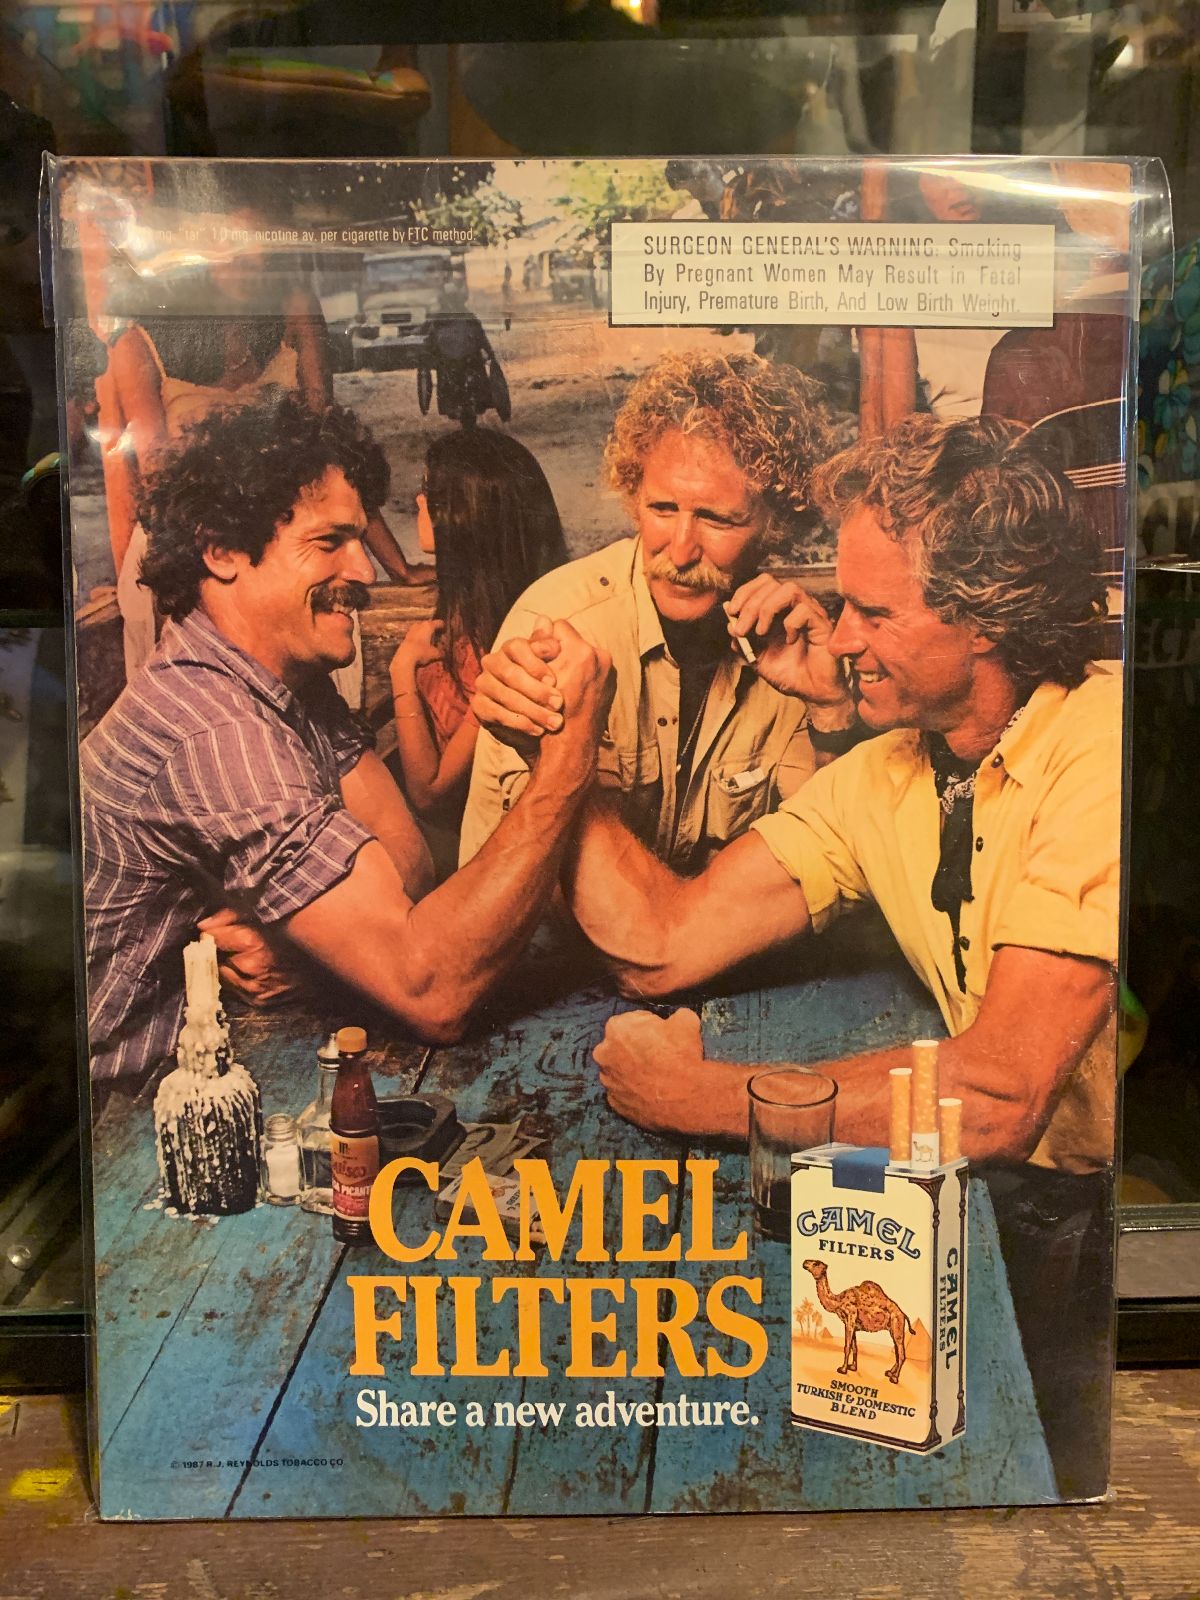 mg. "tar", 1.0 mg. nicotine av. per cigarette by FTC method.
SURGEON GENERAL'S WARNING: Smoking
By Pregnant Women May Result in Fetal
Injury, Premature Birth, And Low Birth Weight.
CAMEL
FILTERS
Share a new adventure.
CAMEL
FILTERS
SMOOTH
TURKISH & DOMESTIC
BLEND
CAMEL
FILTERS
© 1987 R.J. REYNOLDS TOBACCO CO.